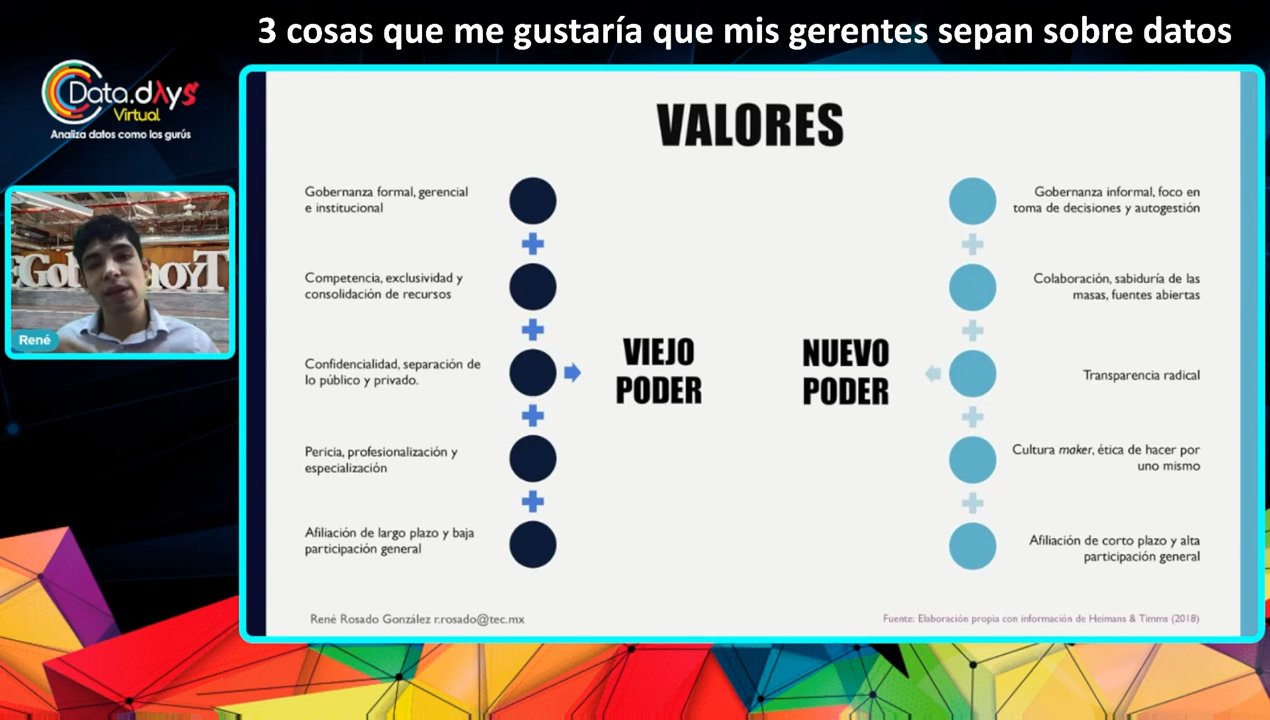 3 cosas que me gustaría que mis gerentes sepan sobre datos
Data.dλys
Virtual
Analiza datos como los gurús
René
VALORES
Gobernanza formal, gerencial
e institucional
Competencia, exclusividad y
consolidación de recursos
Confidencialidad, separación de
lo público y privado.
Pericia, profesionalización y
especialización
Afiliación de largo plazo y baja
participación general
VIEJO
PODER
NUEVO
PODER
Gobernanza informal, foco en
toma de decisiones y autogestión
Colaboración, sabiduría de las
masas, fuentes abiertas
Transparencia radical
Cultura maker, ética de hacer por
uno mismo
Afiliación de corto plazo y alta
participación general
René Rosado González r.rosado@tec.mx
Fuente: Elaboración propia con información de Heimans & Timms (2018)